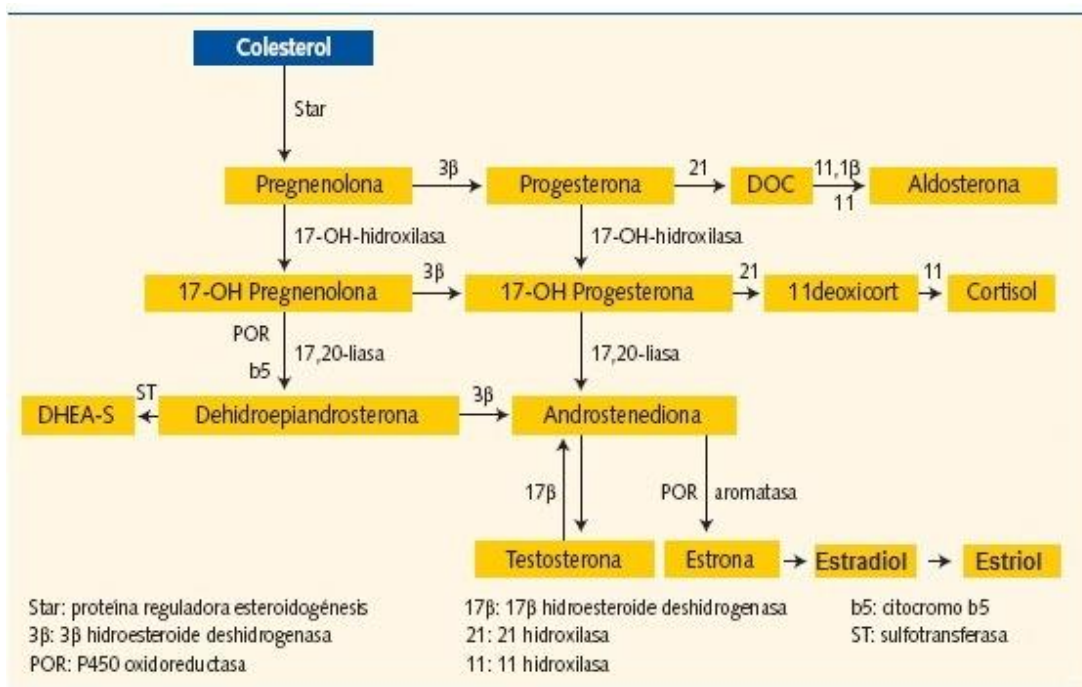 Colesterol
Star
3β
21
11,1β
Pregnenolona
Progesterona
DOC
Aldosterona
11
17-OH-hidroxilasa
17-OH-hidroxilasa
3β
21
11
17-OH Pregnenolona
17-OH Progesterona
11deoxicort
Cortisol
POR
b5
17,20-liasa
17,20-liasa
ST
3β
DHEA-S
Dehidroepiandrosterona
Androstenediona
17β
POR
aromatasa
Testosterona
Estrona
Estradiol
Estriol
Star: proteína reguladora esteroidogénesis
3β: 3β hidroesteroide deshidrogenasa
POR: P450 oxidoreductasa
17β: 17β hidroesteroide deshidrogenasa
21: 21 hidroxilasa
11: 11 hidroxilasa
b5: citocromo b5
ST: sulfotransferasa